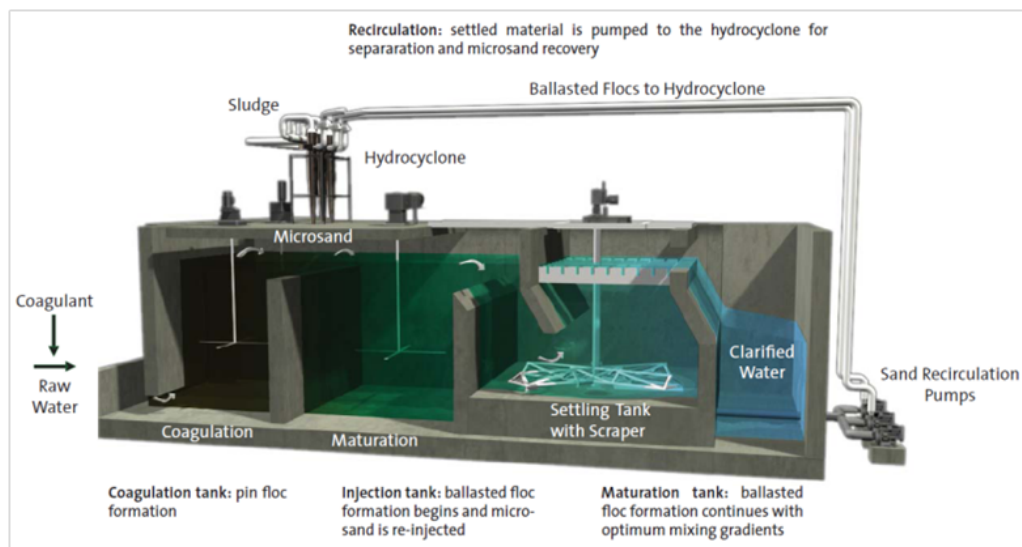 Recirculation: settled material is pumped to the hydrocyclone for
separaration and microsand recovery
Ballasted Flocs to Hydrocyclone
Sludge
Hydrocyclone
Microsand
Coagulant
Raw
Water
Clarified
Water
Sand Recirculation
Pumps
Settling Tank
with Scraper
Coagulation
Maturation
Coagulation tank: pin floc
formation
Injection tank: ballasted floc
formation begins and micro-
sand is re-injected
Maturation tank: ballasted
floc formation continues with
optimum mixing gradients